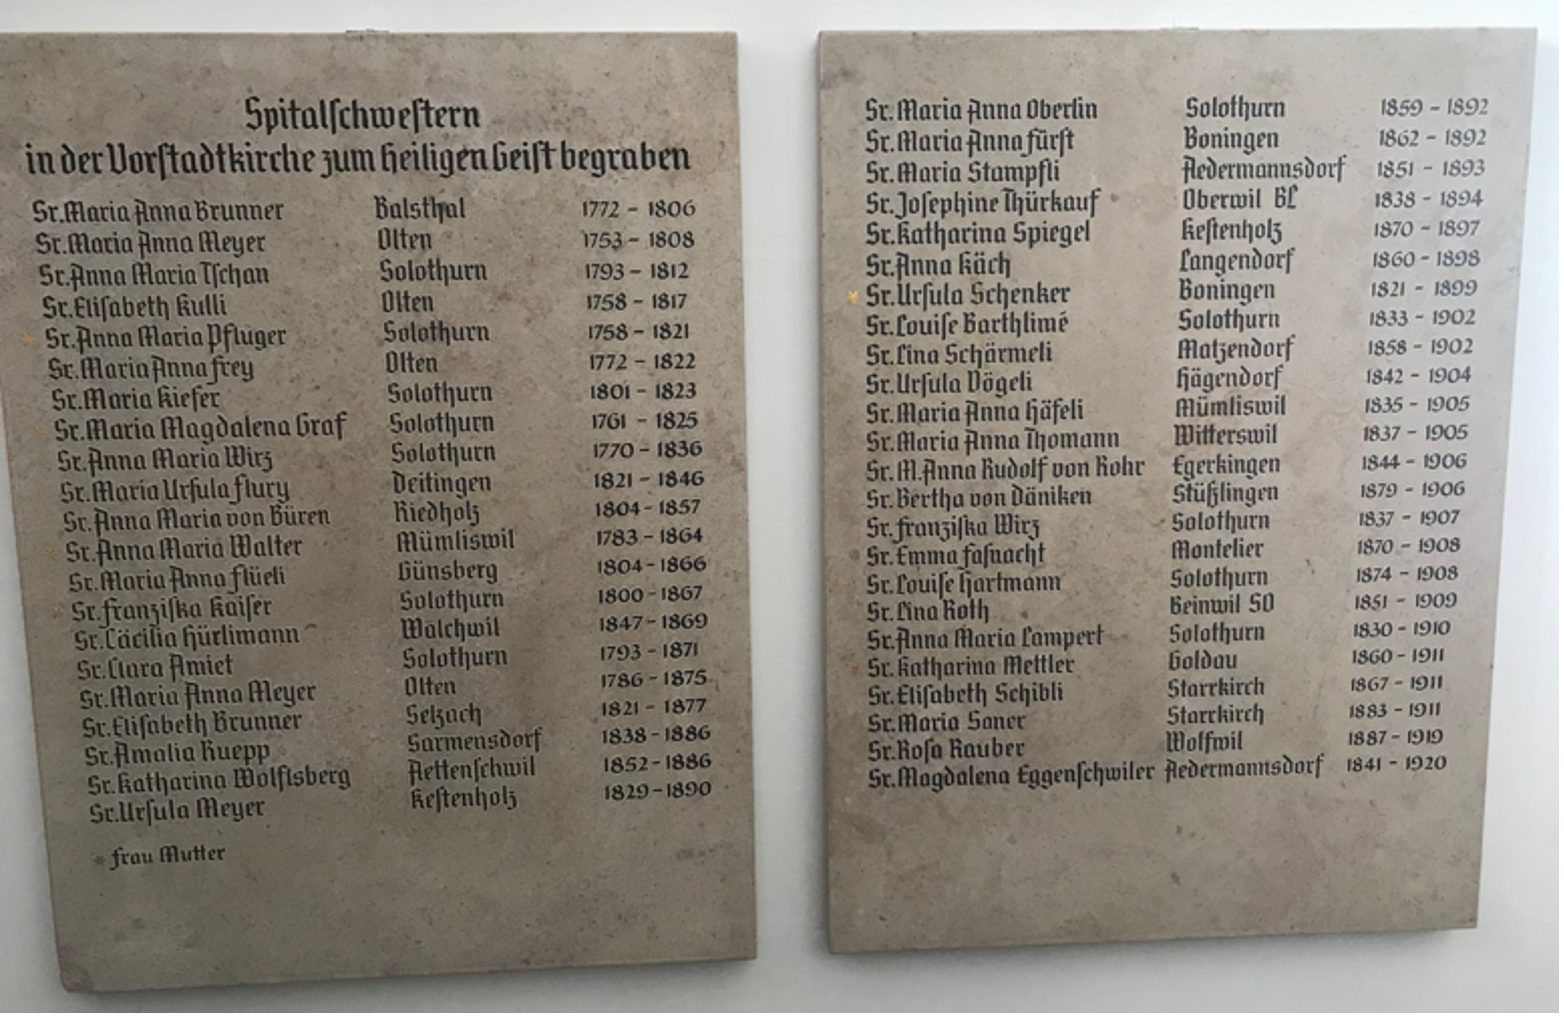 Spitalschwestern
in der Vorstadtkirche zum Heiligen Geist begraben
Sr. Maria Anna Brunner Balsthal 1772 - 1806
Sr. Maria Anna Meyer Olten 1753 - 1808
Sr. Anna Maria Tschan Solothurn 1793 - 1812
Sr. Elisabeth Kulli Olten 1758 - 1817
* Sr. Anna Maria Pfluger Solothurn 1758 - 1821
Sr. Maria Anna Frey Olten 1772 - 1822
Sr. Maria Kiefer Solothurn 1801 - 1823
* Sr. Maria Magdalena Graf Solothurn 1761 - 1825
Sr. Anna Maria Wirz Solothurn 1770 - 1836
Sr. Maria Ursula Flury Deitingen 1821 - 1846
Sr. Anna Maria von Büren Riedholz 1804 - 1857
* Sr. Anna Maria Walter Mümliswil 1783 - 1864
Sr. Maria Anna Flüeli Günsberg 1804 - 1866
Sr. Franziska Kaiser Solothurn 1800 - 1867
Sr. Cäcilia Hürlimann Walchwil 1847 - 1869
Sr. Clara Amiet Solothurn 1793 - 1871
Sr. Maria Anna Meyer Olten 1786 - 1875
Sr. Elisabeth Brunner Selzach 1821 - 1877
Sr. Amalia Ruepp Sarmensdorf 1838 - 1886
Sr. Katharina Wolflsberg Aettenschwil 1852 - 1886
Sr. Ursula Meyer Kestenholz 1829 - 1890
* Frau Mutter
Sr. Maria Anna Oberlin Solothurn 1859 - 1892
Sr. Maria Anna Fürst Boningen 1862 - 1892
Sr. Maria Stampfli Aedermannsdorf 1851 - 1893
Sr. Josephine Thürkauf Oberwil BL 1838 - 1894
Sr. Katharina Spiegel Kestenholz 1870 - 1897
Sr. Anna Käch Langendorf 1860 - 1898
* Sr. Ursula Schenker Boningen 1821 - 1899
Sr. Louise Barthlimé Solothurn 1833 - 1902
Sr. Lina Schärmeli Matzendorf 1858 - 1902
Sr. Ursula Vögeli Hägendorf 1842 - 1904
Sr. Maria Anna Häfeli Mümliswil 1835 - 1905
Sr. Maria Anna Thomann Witterswil 1837 - 1905
Sr. M. Anna Rudolf von Rohr Egerkingen 1844 - 1906
Sr. Bertha von Däniken Stüßlingen 1879 - 1906
Sr. Franziska Wirz Solothurn 1837 - 1907
Sr. Emma Fasnacht Montelier 1870 - 1908
Sr. Louise Hartmann Solothurn 1874 - 1908
Sr. Lina Roth Beinwil SO 1851 - 1909
Sr. Anna Maria Lampert Solothurn 1830 - 1910
* Sr. Katharina Mettler Goldau 1860 - 1911
Sr. Elisabeth Schibli Starrkirch 1867 - 1911
Sr. Maria Saner Starrkirch 1883 - 1911
Sr. Rosa Rauber Wolfwil 1887 - 1919
Sr. Magdalena Eggenschwiler Aedermannsdorf 1841 - 1920